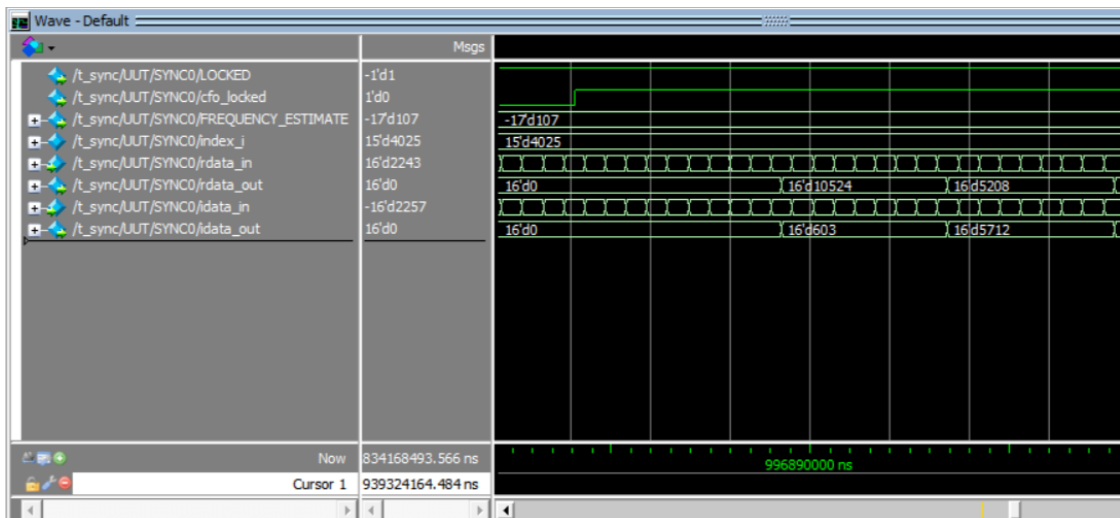 Wave - Default
Msgs
/t_sync/UUT/SYNC0/LOCKED -1'd1
/t_sync/UUT/SYNC0/cfo_locked 1'd0
/t_sync/UUT/SYNC0/FREQUENCY_ESTIMATE -17'd107 -17'd107
/t_sync/UUT/SYNC0/index_i 15'd4025 15'd4025
/t_sync/UUT/SYNC0/rdata_in 16'd2243
/t_sync/UUT/SYNC0/rdata_out 16'd0 16'd0 16'd10524 16'd5208
/t_sync/UUT/SYNC0/idata_in -16'd2257
/t_sync/UUT/SYNC0/idata_out 16'd0 16'd0 16'd603 16'd5712
Now 834168493.566 ns 996890000 ns
Cursor 1 939324164.484 ns